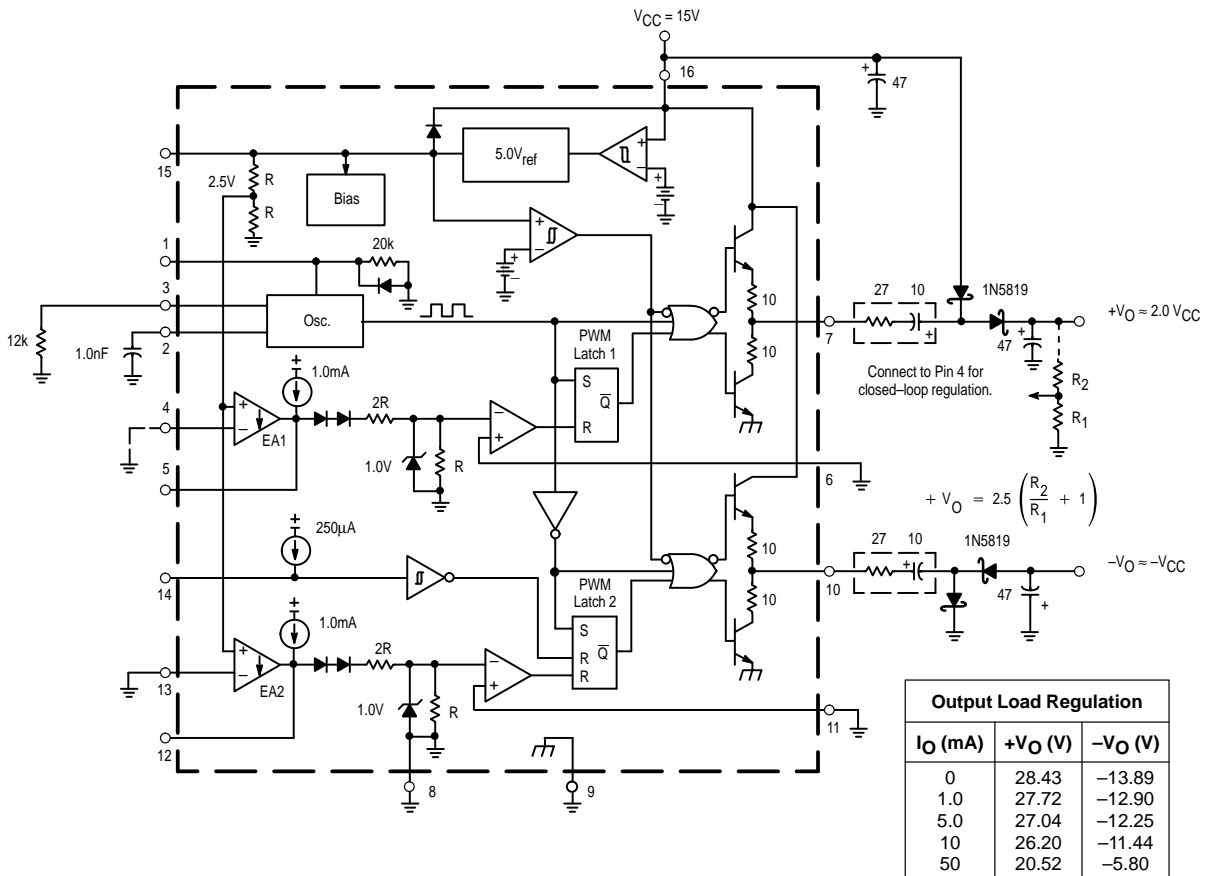 VCC = 15V
16
+
47
15
2.5V
R
R
Bias
5.0Vref
+
–
+
–
+
–
+
–
1
20k
3
Osc.
12k
2
1.0nF
10
10
7
27
10
+
1N5819
47
+
+VO ≈ 2.0 VCC
Connect to Pin 4 for
closed–loop regulation.
R2
R1
PWM
Latch 1
S
Q
R
+
1.0mA
4
+
–
EA1
2R
1.0V
R
–
+
5
6
+ VO = 2.5 (R2/R1 + 1)
+
250µA
14
PWM
Latch 2
S
R
Q
R
10
10
10
27
10
+
1N5819
47
+
–VO ≈ –VCC
+
1.0mA
13
+
–
EA2
2R
1.0V
R
–
+
12
11
8
9
Output Load Regulation
IO (mA) +VO (V) –VO (V)
0 28.43 –13.89
1.0 27.72 –12.90
5.0 27.04 –12.25
10 26.20 –11.44
50 20.52 –5.80